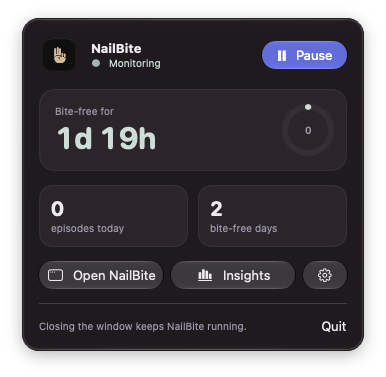 NailBite
Monitoring
Pause
Bite-free for
1d 19h
0
0
episodes today
2
bite-free days
Open NailBite
Insights
Closing the window keeps NailBite running.
Quit